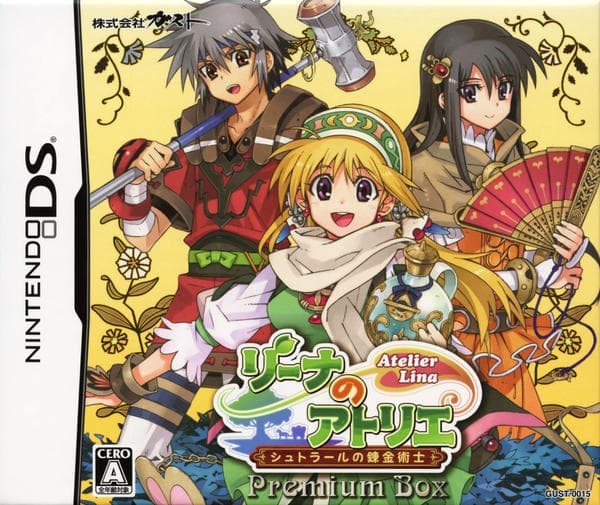 株式会社ガスト
NINTENDO DS
Atelier
Lina
リーナの
アトリエ
シュトラールの錬金術士
Premium Box
CERO
A
全年齢対象
GUST-0015